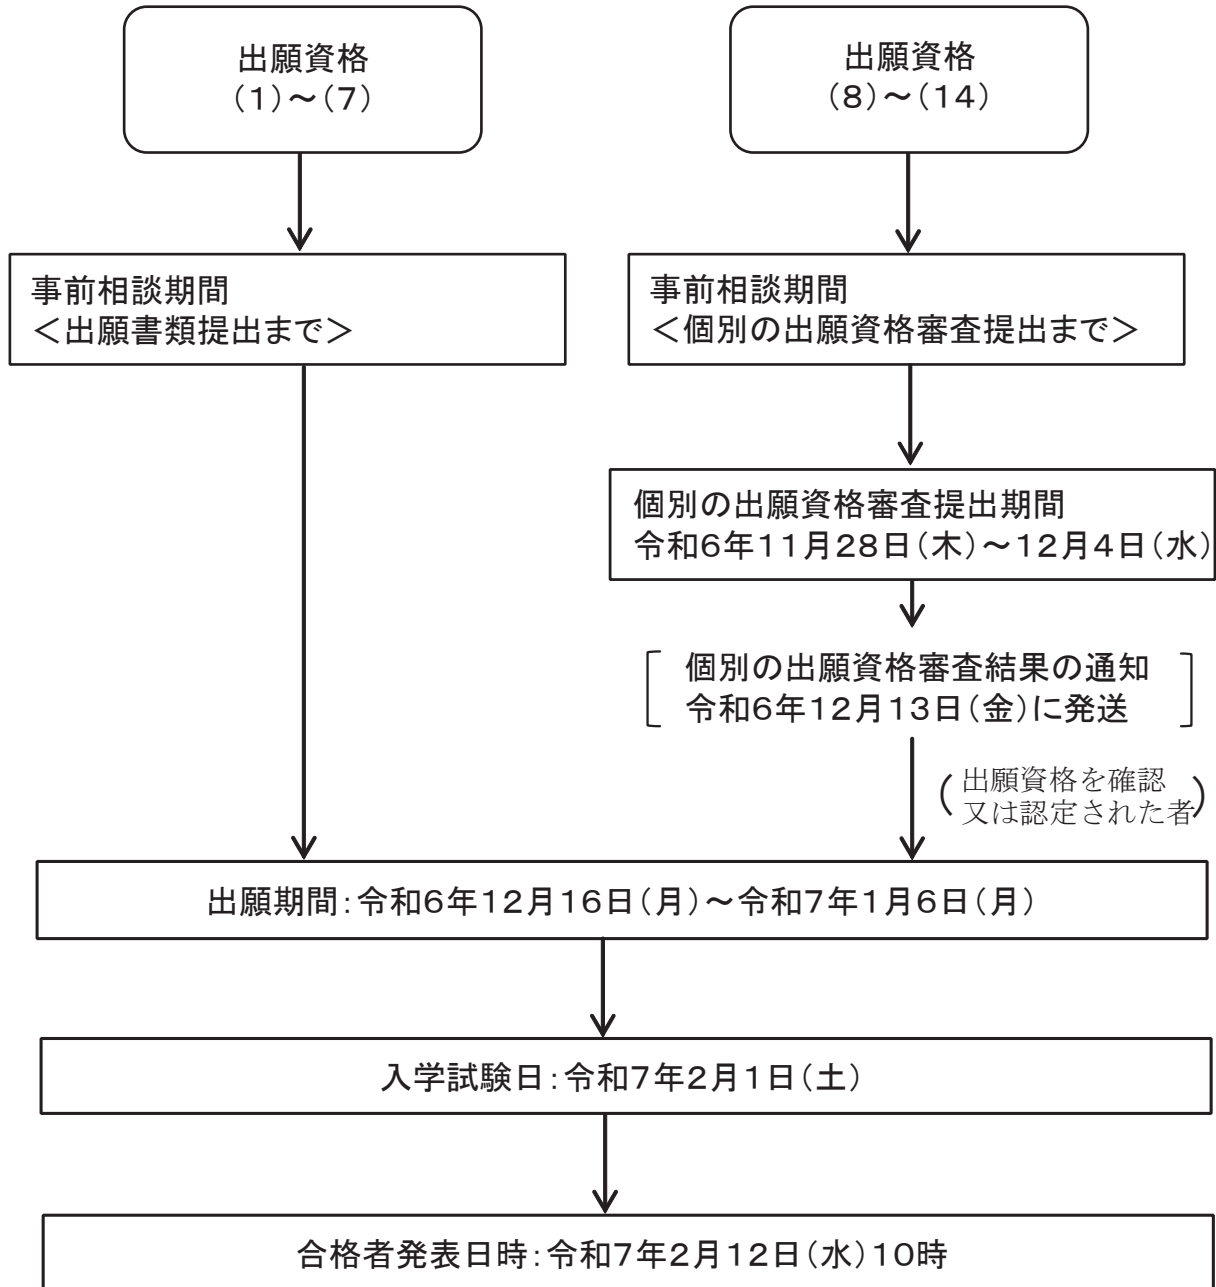 出願資格
(1)～(7)
出願資格
(8)～(14)
事前相談期間
＜出願書類提出まで＞
事前相談期間
＜個別の出願資格審査提出まで＞
個別の出願資格審査提出期間
令和6年11月28日(木)～12月4日(水)
個別の出願資格審査結果の通知
令和6年12月13日(金)に発送
出願資格を確認
又は認定された者
出願期間:令和6年12月16日(月)～令和7年1月6日(月)
入学試験日:令和7年2月1日(土)
合格者発表日時:令和7年2月12日(水)10時